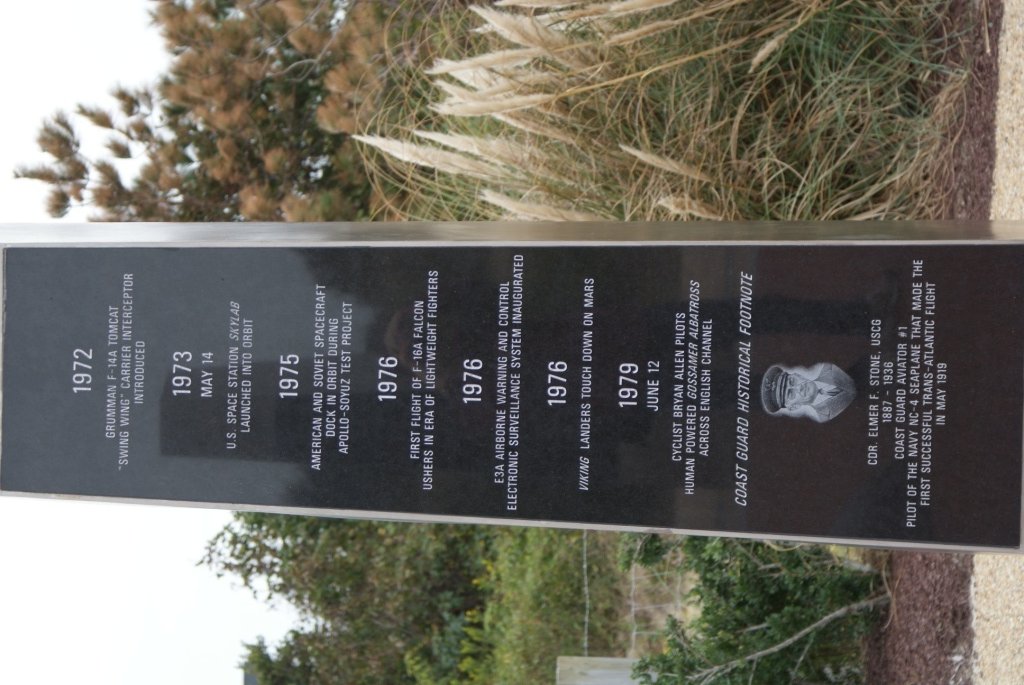 1972
GRUMMAN F-14A TOMCAT
"SWING WING" CARRIER INTERCEPTOR
INTRODUCED
1973
MAY 14
U.S. SPACE STATION, SKYLAB
LAUNCHED INTO ORBIT
1975
AMERICAN AND SOVIET SPACECRAFT
DOCK IN ORBIT DURING
APOLLO-SOYUZ TEST PROJECT
1976
FIRST FLIGHT OF F-16A FALCON
USHERS IN ERA OF LIGHTWEIGHT FIGHTERS
1976
E3A AIRBORNE WARNING AND CONTROL
ELECTRONIC SURVEILLANCE SYSTEM INAUGURATED
1976
VIKING LANDERS TOUCH DOWN ON MARS
1979
JUNE 12
CYCLIST BRYAN ALLEN PILOTS
HUMAN POWERED GOSSAMER ALBATROSS
ACROSS ENGLISH CHANNEL
COAST GUARD HISTORICAL FOOTNOTE
CDR. ELMER F. STONE, USCG
1887 - 1936
COAST GUARD AVIATOR #1
PILOT OF THE NAVY NC-4 SEAPLANE THAT MADE THE
FIRST SUCCESSFUL TRANS-ATLANTIC FLIGHT
IN MAY 1919